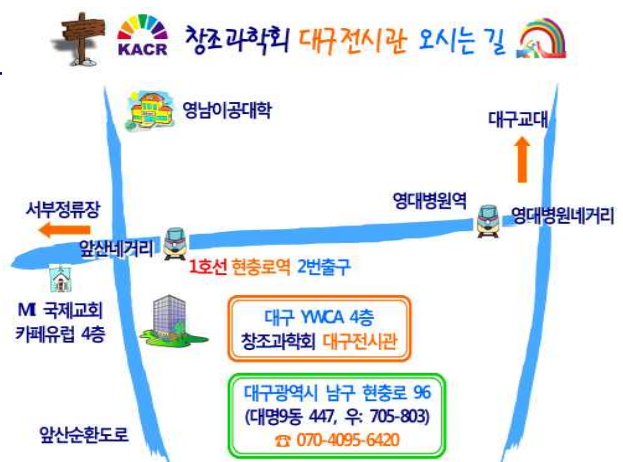 KACR 창조과학회 대구전시관 오시는 길
영남이공대학
대구교대
서부정류장
영대병원역
영대병원네거리
앞산네거리
1호선 현충로역 2번출구
MI 국제교회
카페유럽 4층
대구 YWCA 4층
창조과학회 대구전시관
대구광역시 남구 현충로 96
(대명9동 447, 우: 705-803)
☎ 070-4095-6420
앞산순환도로